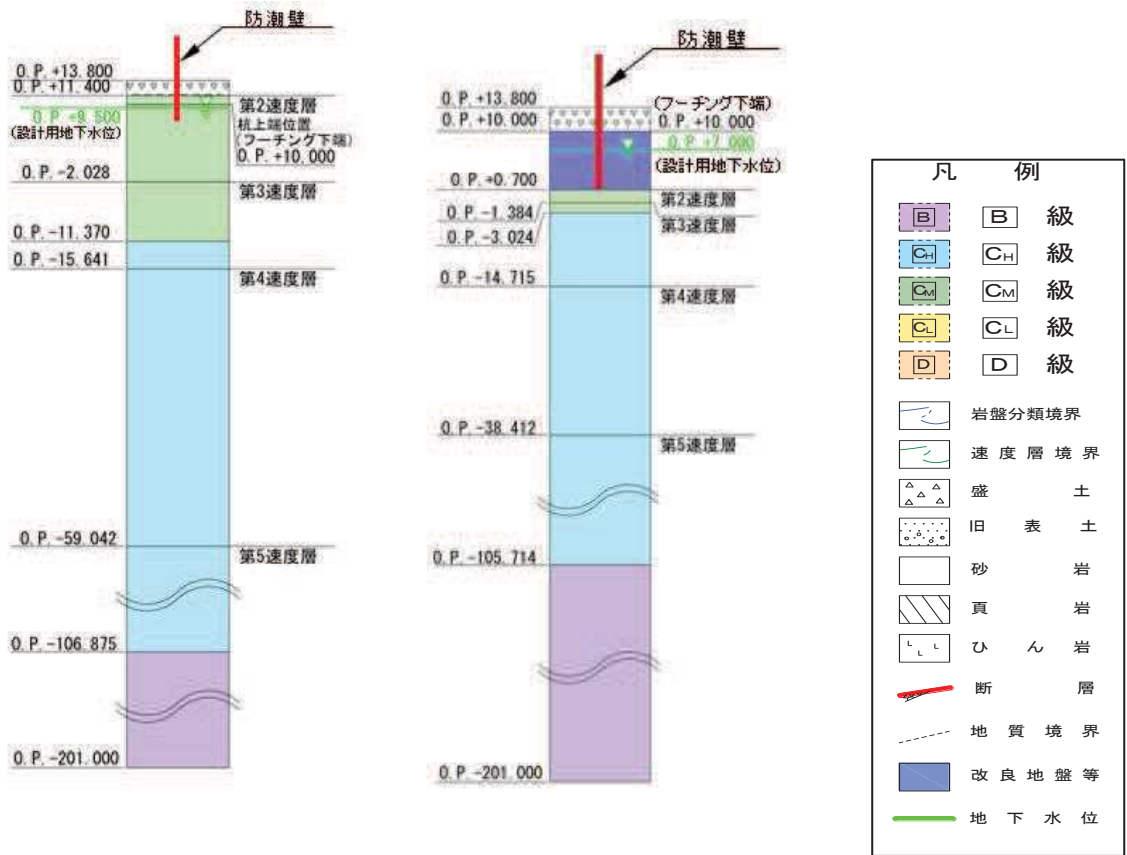 防潮壁
O.P.+13.800
O.P.+11.400
第2速度層
O.P.+9.500
(設計用地下水位)
杭上端位置
(フーチング下端)
O.P.+10.000
O.P.-2.028
第3速度層
O.P.-11.370
O.P.-15.641
第4速度層
O.P.-59.042
第5速度層
O.P.-106.875
O.P.-201.000
防潮壁
O.P.+13.800
(フーチング下端)
O.P.+10.000
O.P.+10.000
O.P.+7.000
(設計用地下水位)
O.P.+0.700
第2速度層
O.P.-1.384
第3速度層
O.P.-3.024
O.P.-14.715
第4速度層
O.P.-38.412
第5速度層
O.P.-105.714
O.P.-201.000
凡 例
B B 級
CH CH 級
CM CM 級
CL CL 級
D D 級
岩盤分類境界
速度層境界
盛土
旧表土
砂岩
頁岩
ひん岩
断層
地質境界
改良地盤等
地下水位